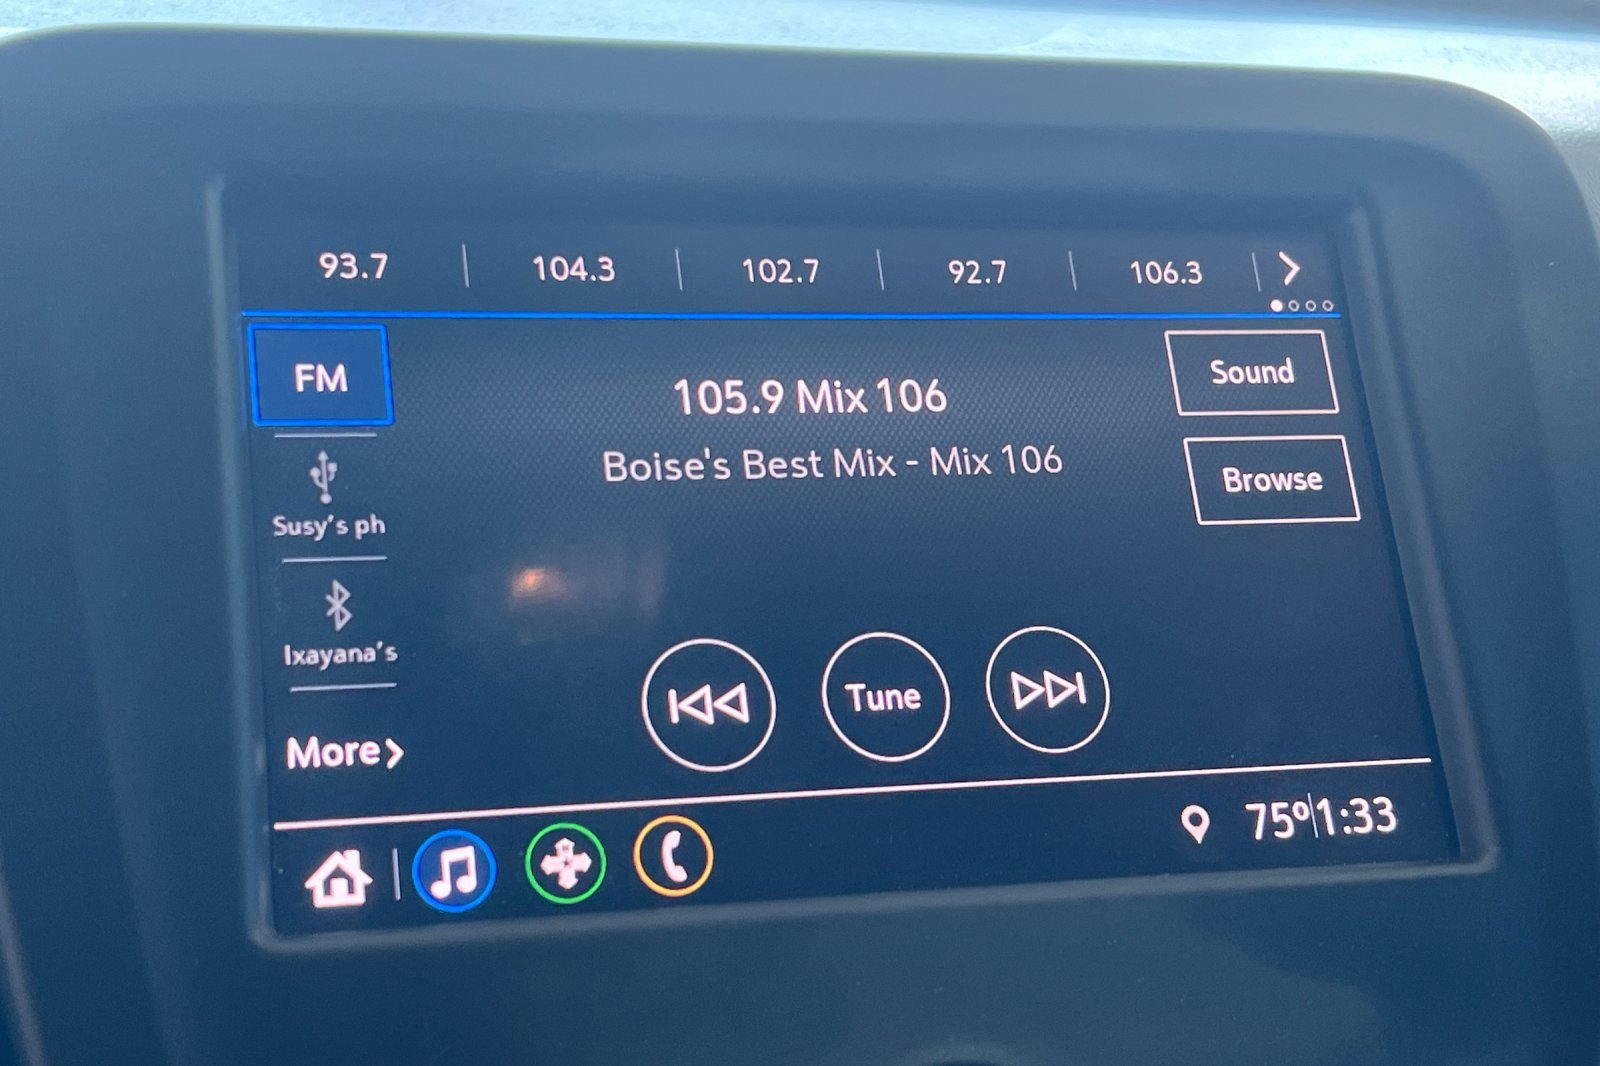 93.7 104.3 102.7 92.7 106.3
FM
105.9 Mix 106
Boise's Best Mix - Mix 106
Sound
Browse
Susy's ph
Ixayana's
More
Tune
75° 1:33